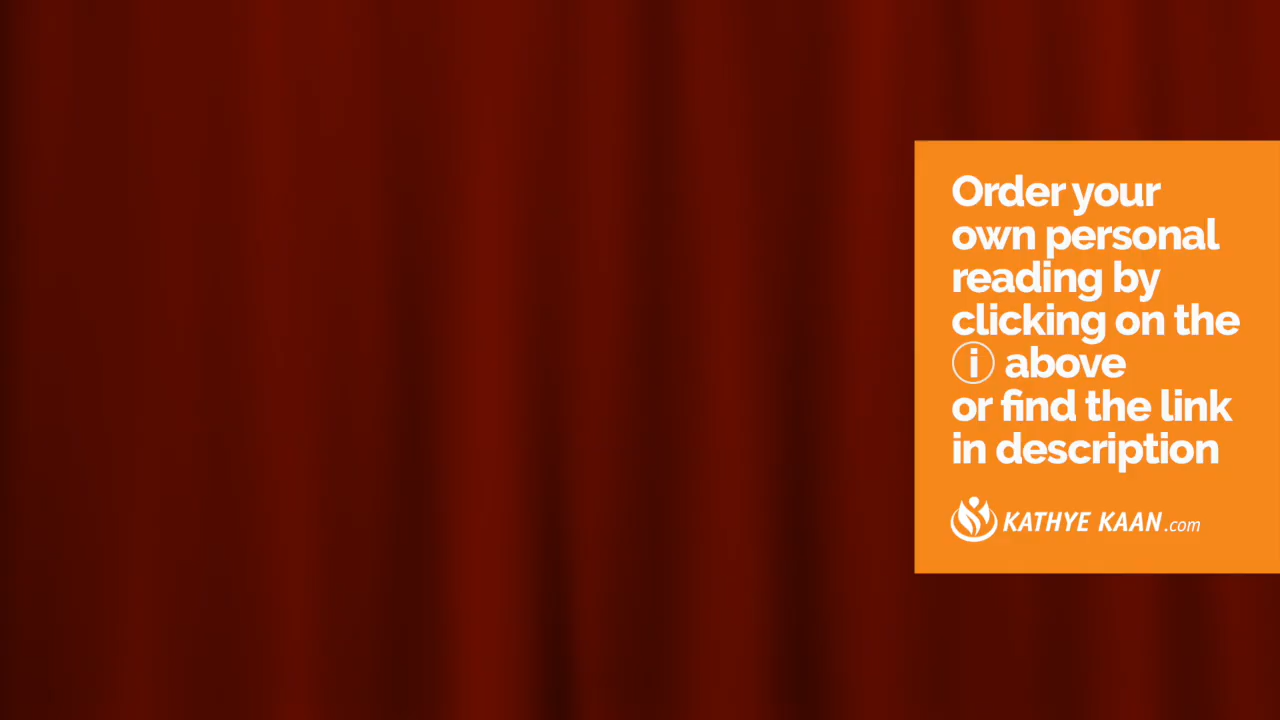 Order your
own personal
reading by
clicking on the
i above
or find the link
in description
KATHYE KAAN.com